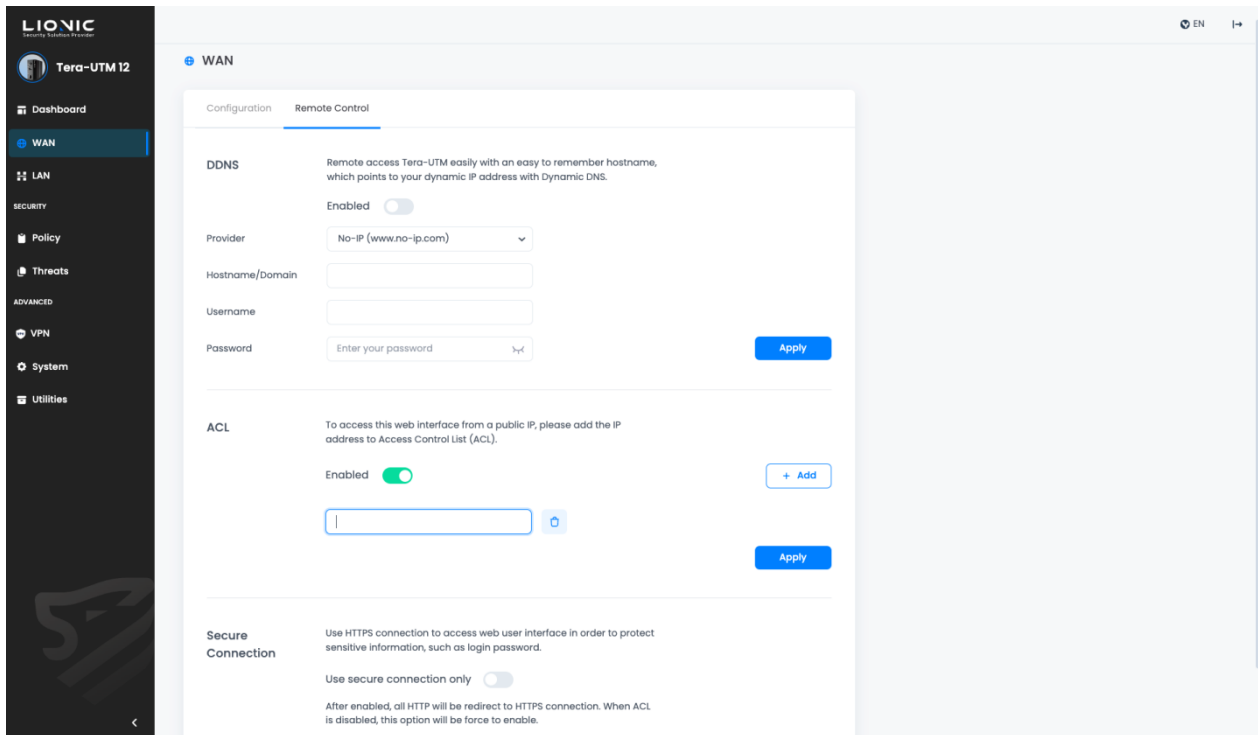 LIONIC
Security Solution Provider
EN
Tera-UTM 12
WAN
Dashboard
WAN
LAN
SECURITY
Policy
Threats
ADVANCED
VPN
System
Utilities
Configuration
Remote Control
DDNS
Remote access Tera-UTM easily with an easy to remember hostname,
which points to your dynamic IP address with Dynamic DNS.
Enabled
Provider
No-IP (www.no-ip.com)
Hostname/Domain
Username
Password
Enter your password
Apply
ACL
To access this web interface from a public IP, please add the IP
address to Access Control List (ACL).
Enabled
+ Add
Apply
Secure
Connection
Use HTTPS connection to access web user interface in order to protect
sensitive information, such as login password.
Use secure connection only
After enabled, all HTTP will be redirect to HTTPS connection. When ACL
is disabled, this option will be force to enable.